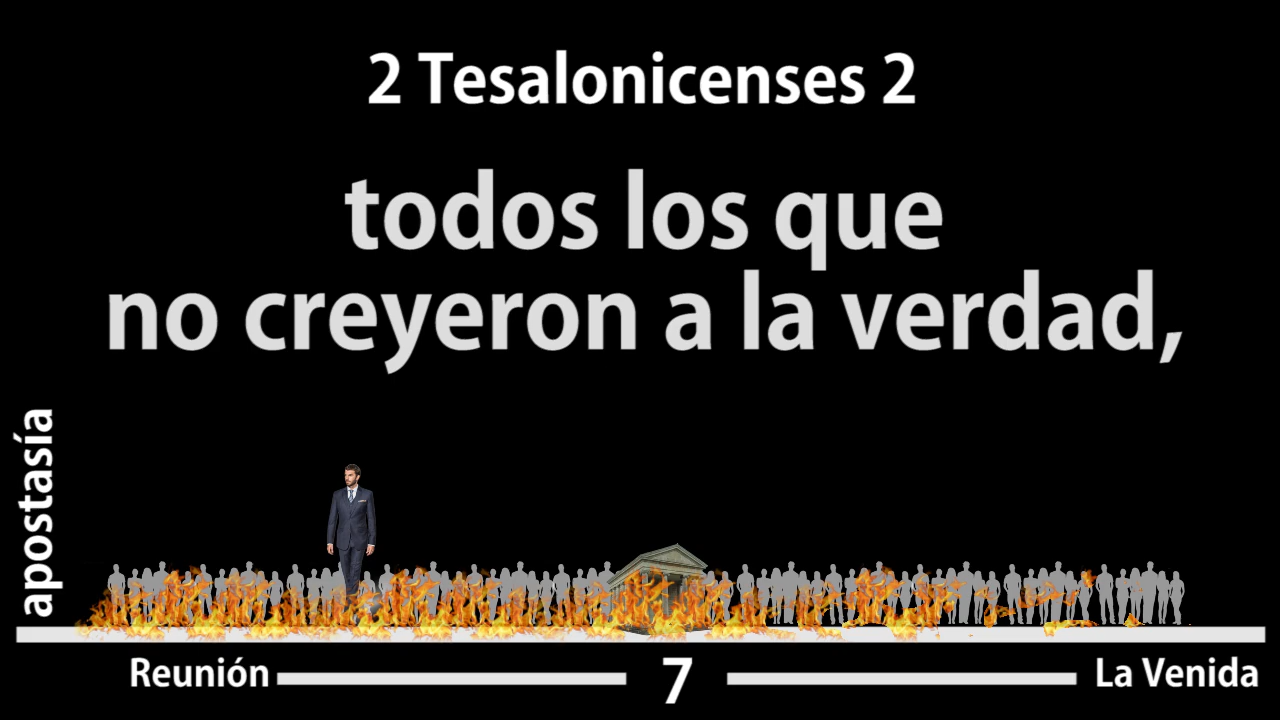 2 Tesalonicenses 2
todos los que
no creyeron a la verdad,
apostasía
Reunión
7
La Venida